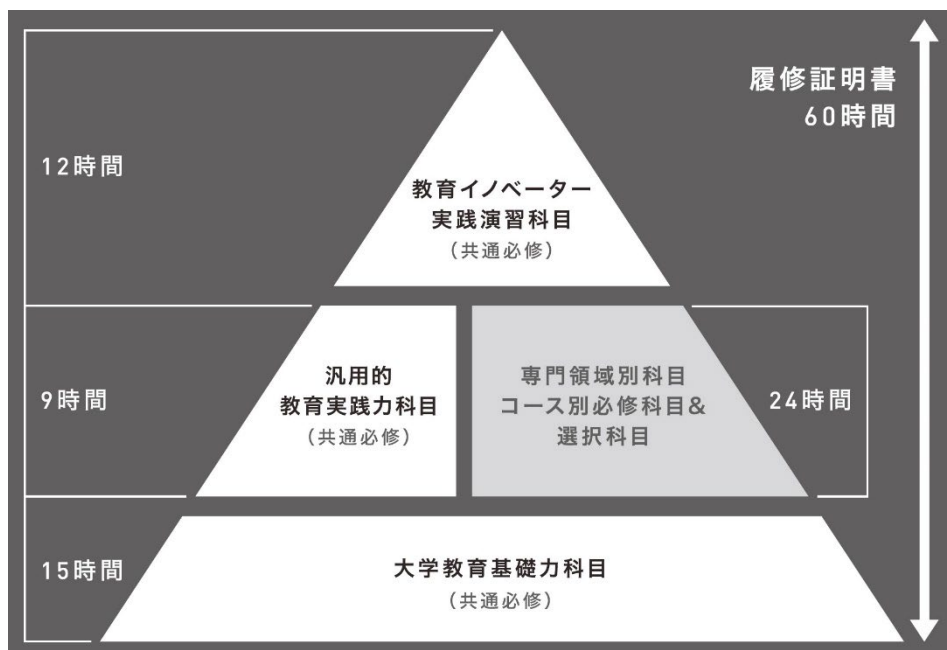 履修証明書
60時間
12時間
教育イノベーター
実践演習科目
(共通必修)
9時間
汎用的
教育実践力科目
(共通必修)
専門領域別科目
コース別必修科目&
選択科目
24時間
15時間
大学教育基礎力科目
(共通必修)